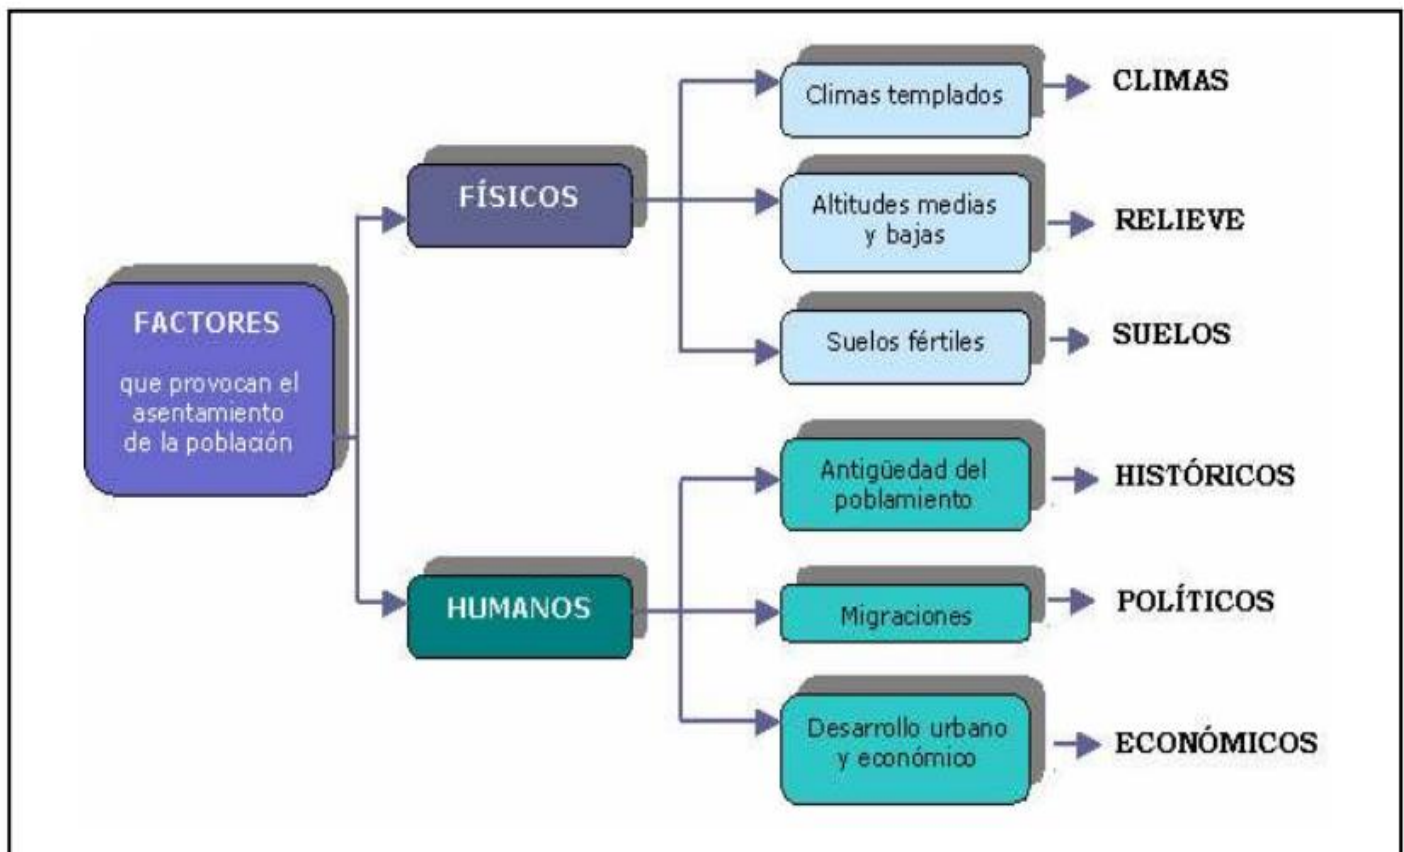 FACTORES
que provocan el
asentamiento
de la población
FÍSICOS
Climas templados
CLIMAS
Altitudes medias
y bajas
RELIEVE
Suelos fértiles
SUELOS
HUMANOS
Antigüedad del
poblamiento
HISTÓRICOS
Migraciones
POLÍTICOS
Desarrollo urbano
y económico
ECONÓMICOS